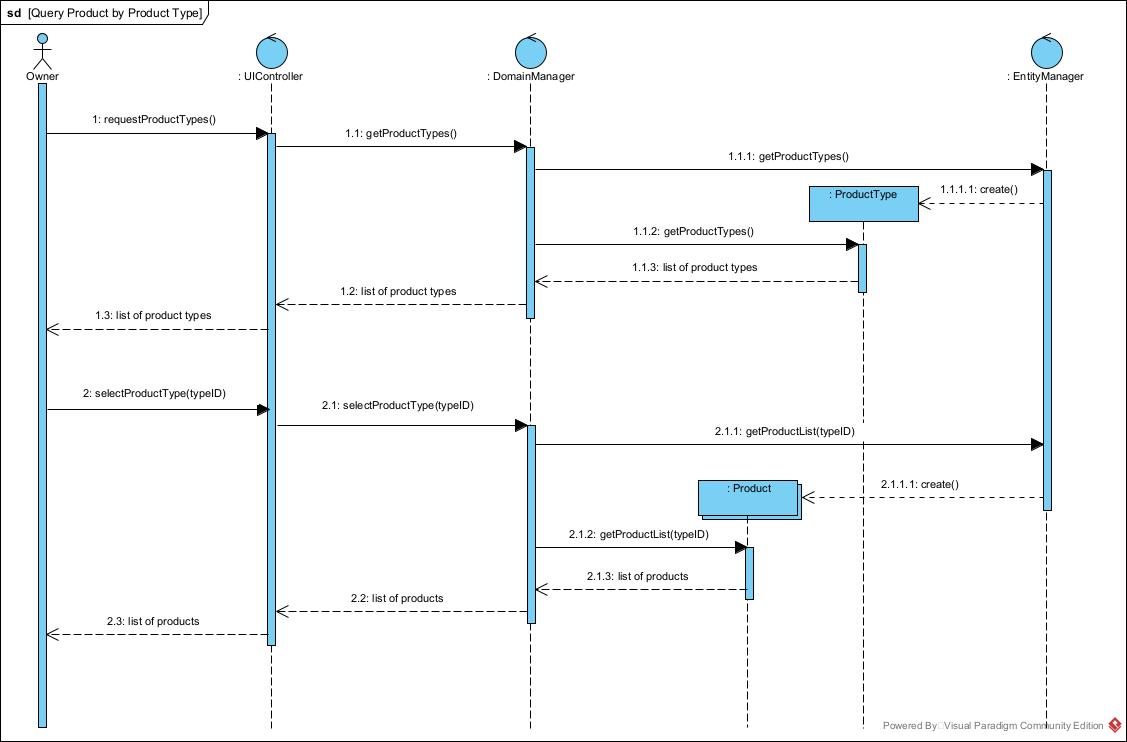 sd [Query Product by Product Type]
Owner
: UIController
: DomainManager
: EntityManager
1: requestProductTypes()
1.1: getProductTypes()
1.1.1: getProductTypes()
: ProductType
1.1.1.1: create()
1.1.2: getProductTypes()
1.1.3: list of product types
1.2: list of product types
1.3: list of product types
2: selectProductType(typeID)
2.1: selectProductType(typeID)
2.1.1: getProductList(typeID)
: Product
2.1.1.1: create()
2.1.2: getProductList(typeID)
2.1.3: list of products
2.2: list of products
2.3: list of products
Powered By Visual Paradigm Community Edition